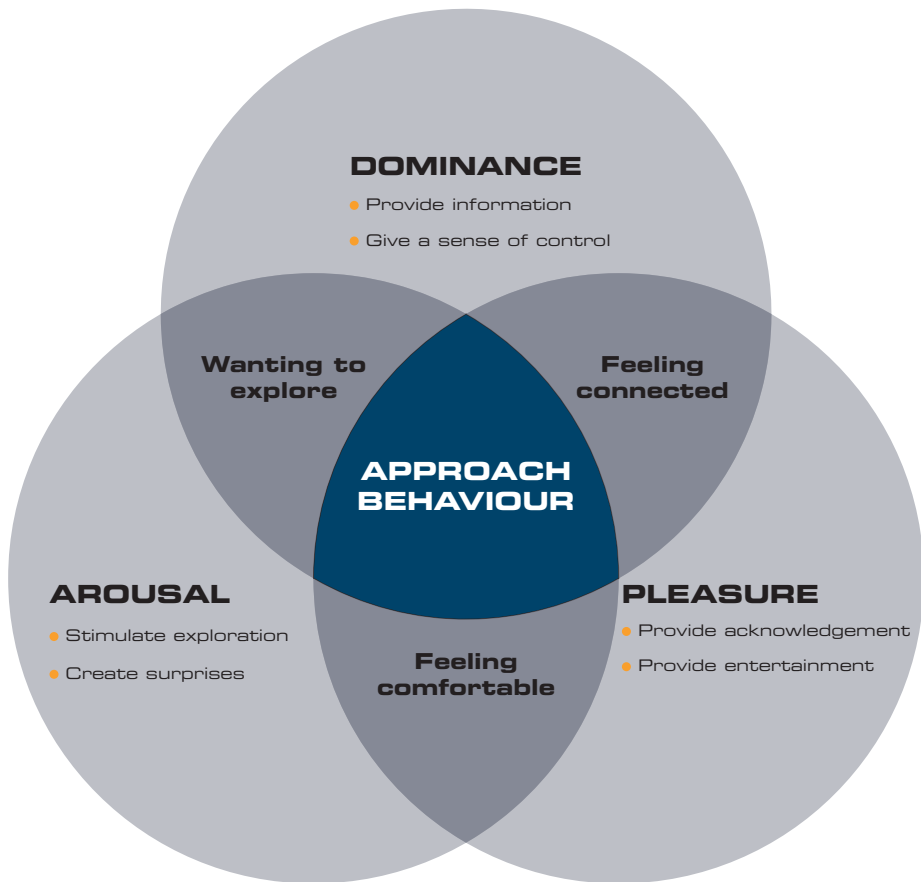 DOMINANCE
• Provide information
• Give a sense of control
Wanting to
explore
Feeling
connected
APPROACH
BEHAVIOUR
AROUSAL
• Stimulate exploration
• Create surprises
PLEASURE
• Provide acknowledgement
• Provide entertainment
Feeling
comfortable